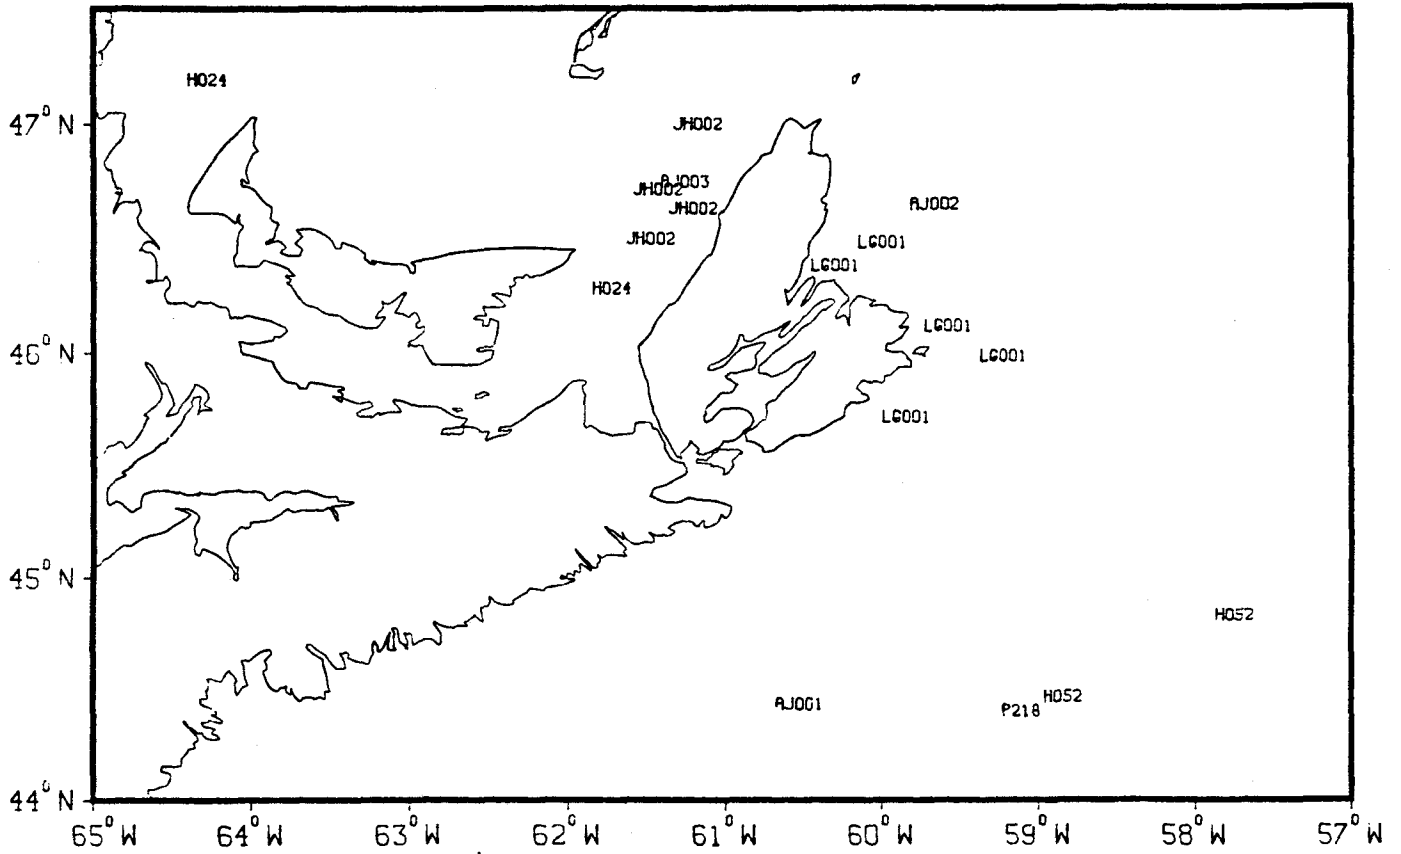 H024
47° N
JH002
AJ003
JH002
JH002
AJ002
JH002
LG001
LG001
H024
LG001
46° N
LG001
LG001
45° N
H052
H052
AJ001
P218
44° N
65° W 64° W 63° W 62° W 61° W 60° W 59° W 58° W 57° W